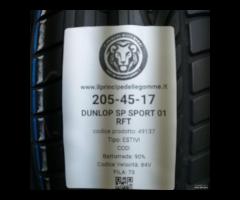 www.ilprincipedellegomme.it
205-45-17
DUNLOP SP SPORT 01
RFT
codice prodotto: 49137
Tipo: ESTIVI
COD:
Battistrada: 90%
Codice Velocità: 84V
FILA: 73